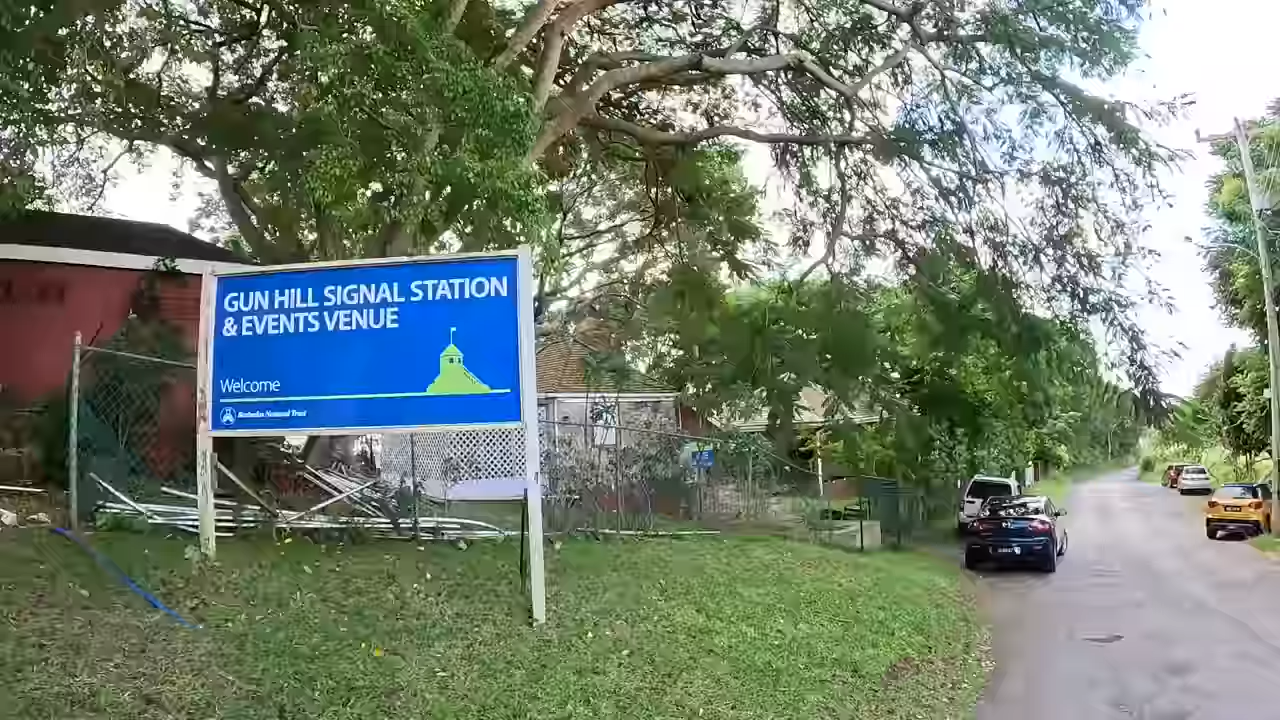 GUN HILL SIGNAL STATION
& EVENTS VENUE
Welcome
Barbados National Trust